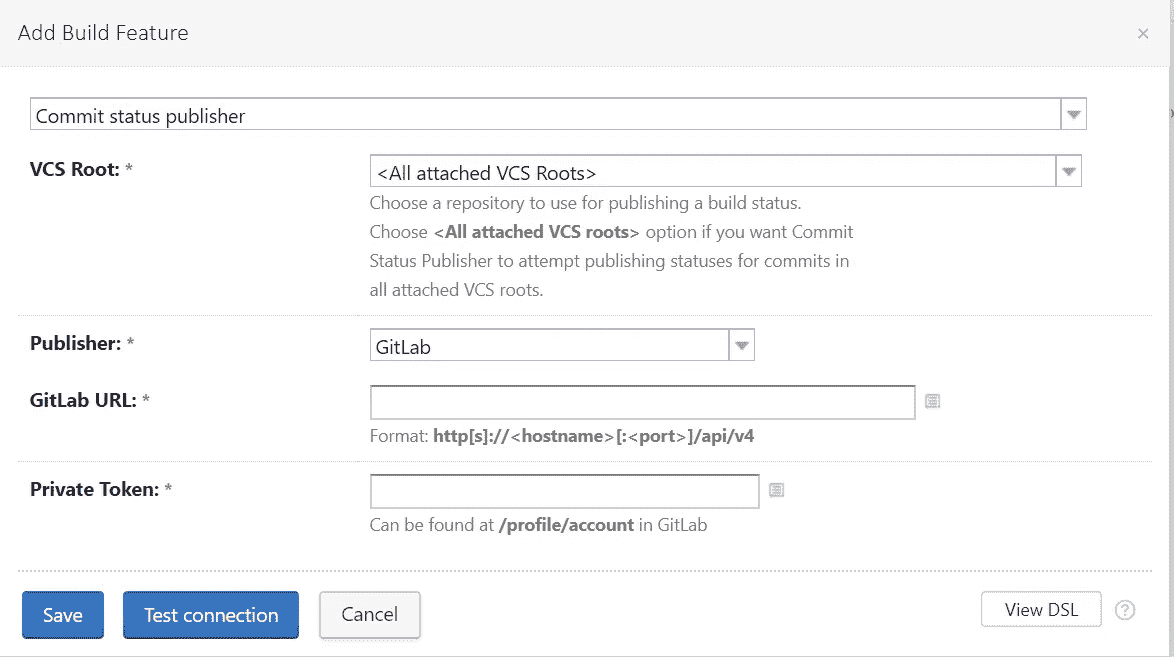 Add Build Feature ×
Commit status publisher
VCS Root: * <All attached VCS Roots>
Choose a repository to use for publishing a build status.
Choose <All attached VCS roots> option if you want Commit
Status Publisher to attempt publishing statuses for commits in
all attached VCS roots.
Publisher: * GitLab
GitLab URL: *
Format: http[s]://<hostname>[:<port>]/api/v4
Private Token: *
Can be found at /profile/account in GitLab
Save Test connection Cancel View DSL ?